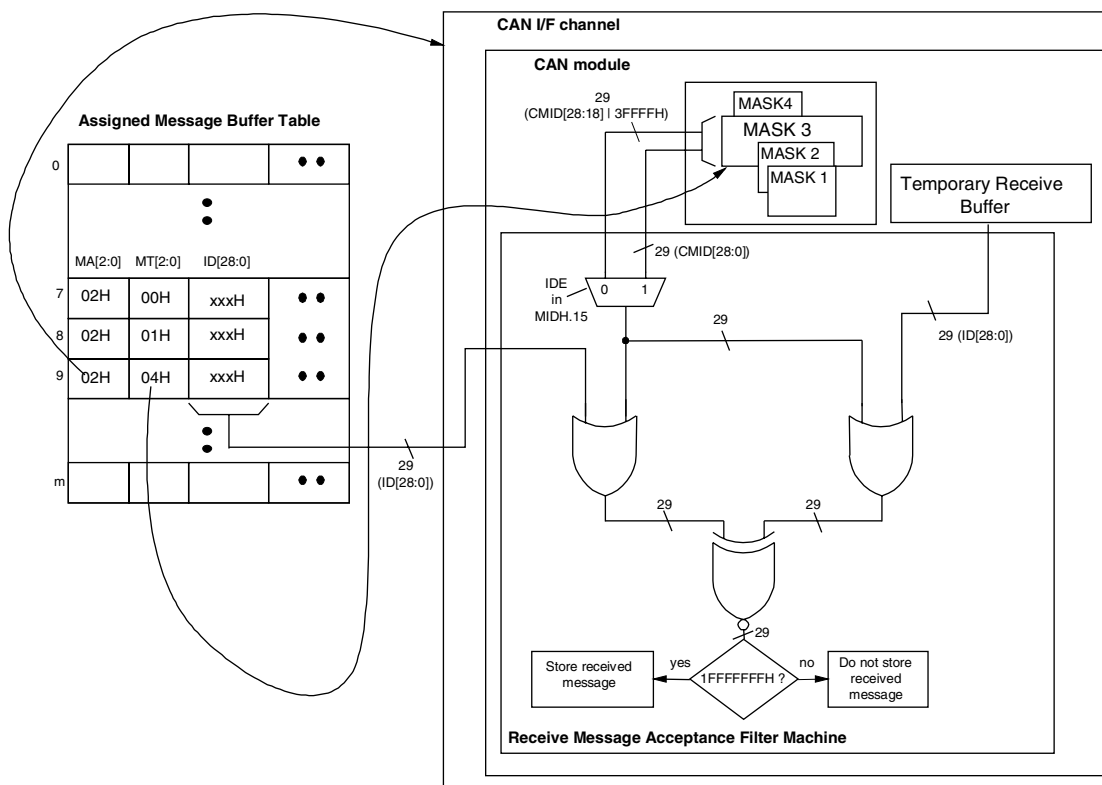 CAN I/F channel
CAN module
29
(CMID[28:18] I 3FFFFH)
MASK4
MASK 3
MASK 2
MASK 1
Temporary Receive
Buffer
Assigned Message Buffer Table
0
MA[2:0] MT[2:0] ID[28:0]
7 02H 00H xxxH
8 02H 01H xxxH
9 02H 04H xxxH
m
29
(ID[28:0])
29 (CMID[28:0])
IDE
in
MIDH.15
0 1
29
29 (ID[28:0])
29
29
29
1FFFFFFFH ?
yes
no
Store received
message
Do not store
received
message
Receive Message Acceptance Filter Machine